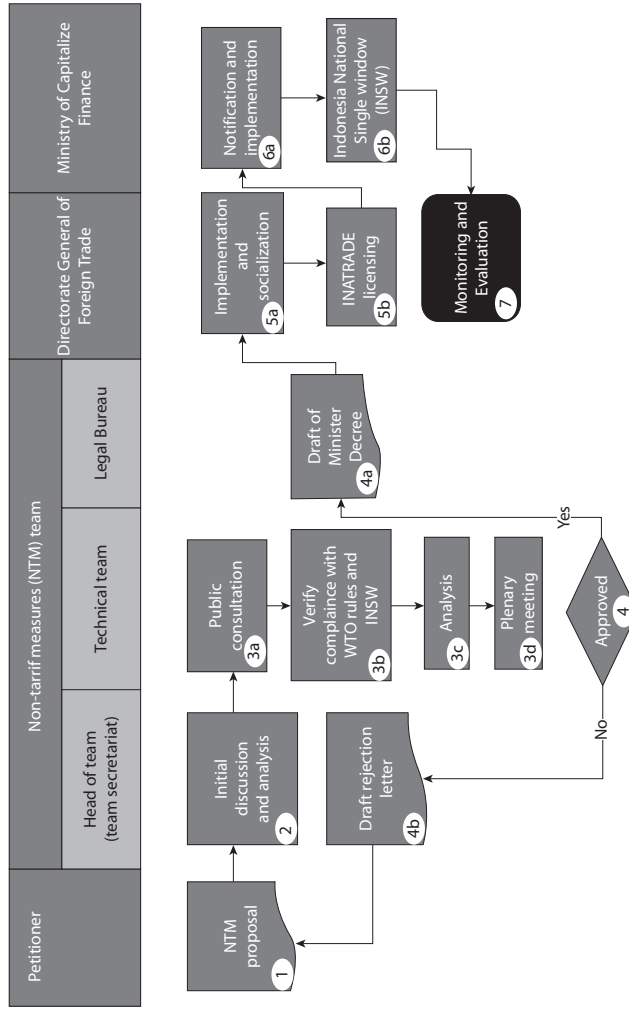 Petitioner
Non-tarrif measures (NTM) team
Head of team
(team secretariat)
Technical team
Legal Bureau
Directorate General of
Foreign Trade
Ministry of Capitalize
Finance
NTM
proposal
1
Initial
discussion
and analysis
2
Public
consultation
3a
Verify
complaince with
WTO rules and
INSW
3b
Analysis
3c
Plenary
meeting
3d
Approved
4
Yes
No
Draft of
Minister
Decree
4a
Draft rejection
letter
4b
Implementation
and
socialization
5a
INATRADE
licensing
5b
Notification and
implementation
6a
Indonesia National
Single window
(INSW)
6b
Monitoring and
Evaluation
7